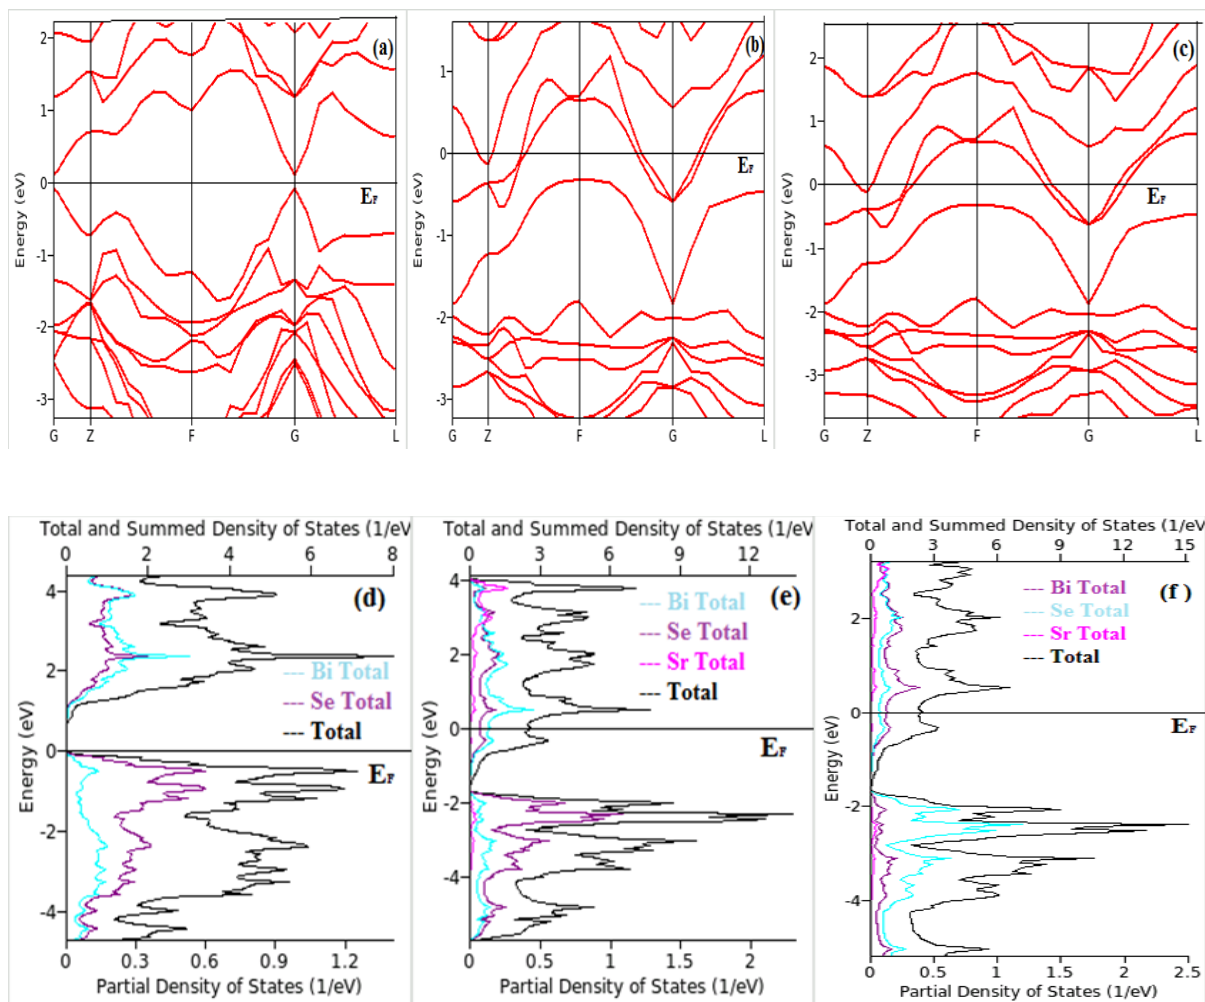 (a)
(b)
(c)
Energy (eV)
2
1
0
-1
-2
-3
E_F
G Z F G L
Energy (eV)
1
0
-1
-2
-3
E_F
G Z F G L
Energy (eV)
2
1
0
-1
-2
-3
E_F
G Z F G L
Total and Summed Density of States (1/eV
0 2 4 6 8
(d)
4
2
0
-2
-4
Energy (eV)
--- Bi Total
--- Se Total
--- Total
E_F
0 0.3 0.6 0.9 1.2
Partial Density of States (1/eV)
Total and Summed Density of States (1/eV
0 3 6 9 12
(e)
4
2
0
-2
-4
Energy (eV)
--- Bi Total
--- Se Total
--- Sr Total
--- Total
E_F
0 0.5 1 1.5 2
Partial Density of States (1/eV)
Total and Summed Density of States (1/eV)
0 3 6 9 12 15
(f)
2
0
-2
-4
Energy (eV)
--- Bi Total
--- Se Total
--- Sr Total
--- Total
E_F
0 0.5 1 1.5 2 2.5
Partial Density of States (1/eV)